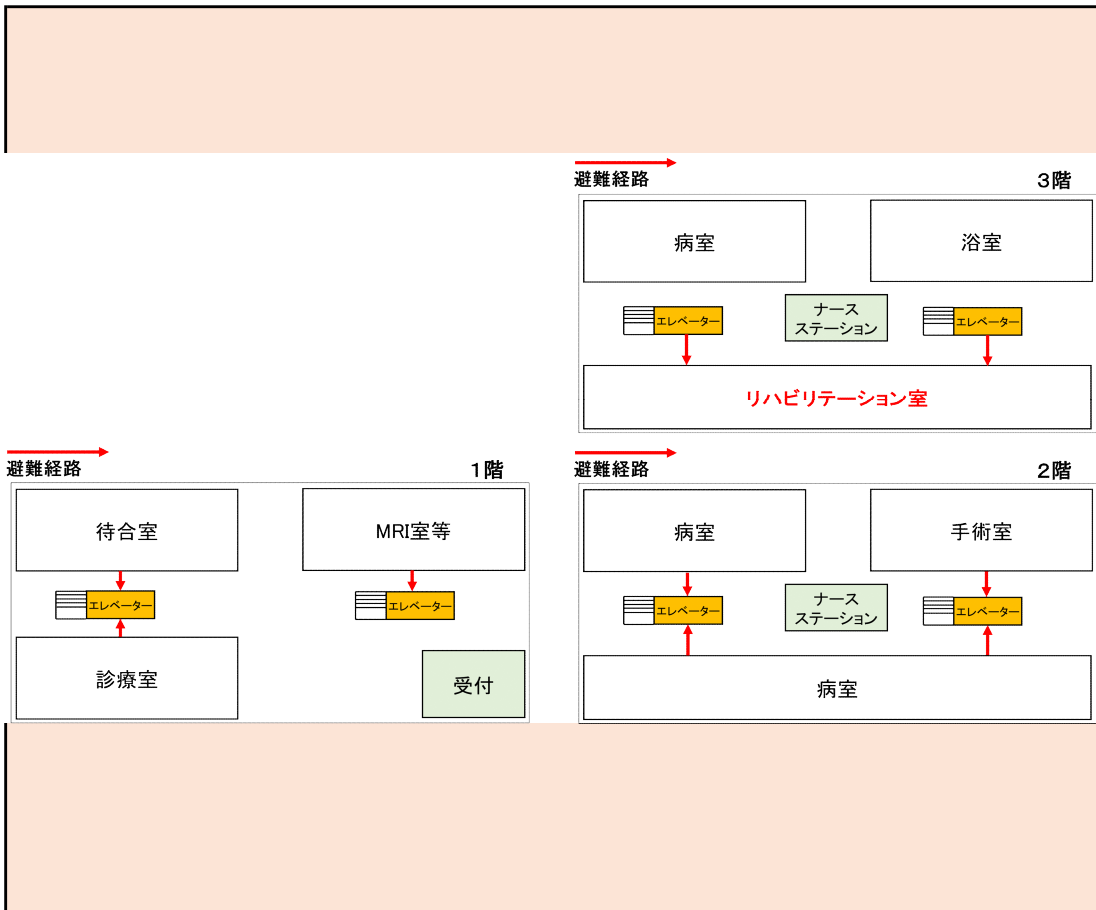 避難経路
3階
病室
浴室
エレベーター
ナース
ステーション
エレベーター
リハビリテーション室
避難経路
1階
待合室
MRI室等
エレベーター
エレベーター
診療室
受付
避難経路
2階
病室
手術室
エレベーター
ナース
ステーション
エレベーター
病室